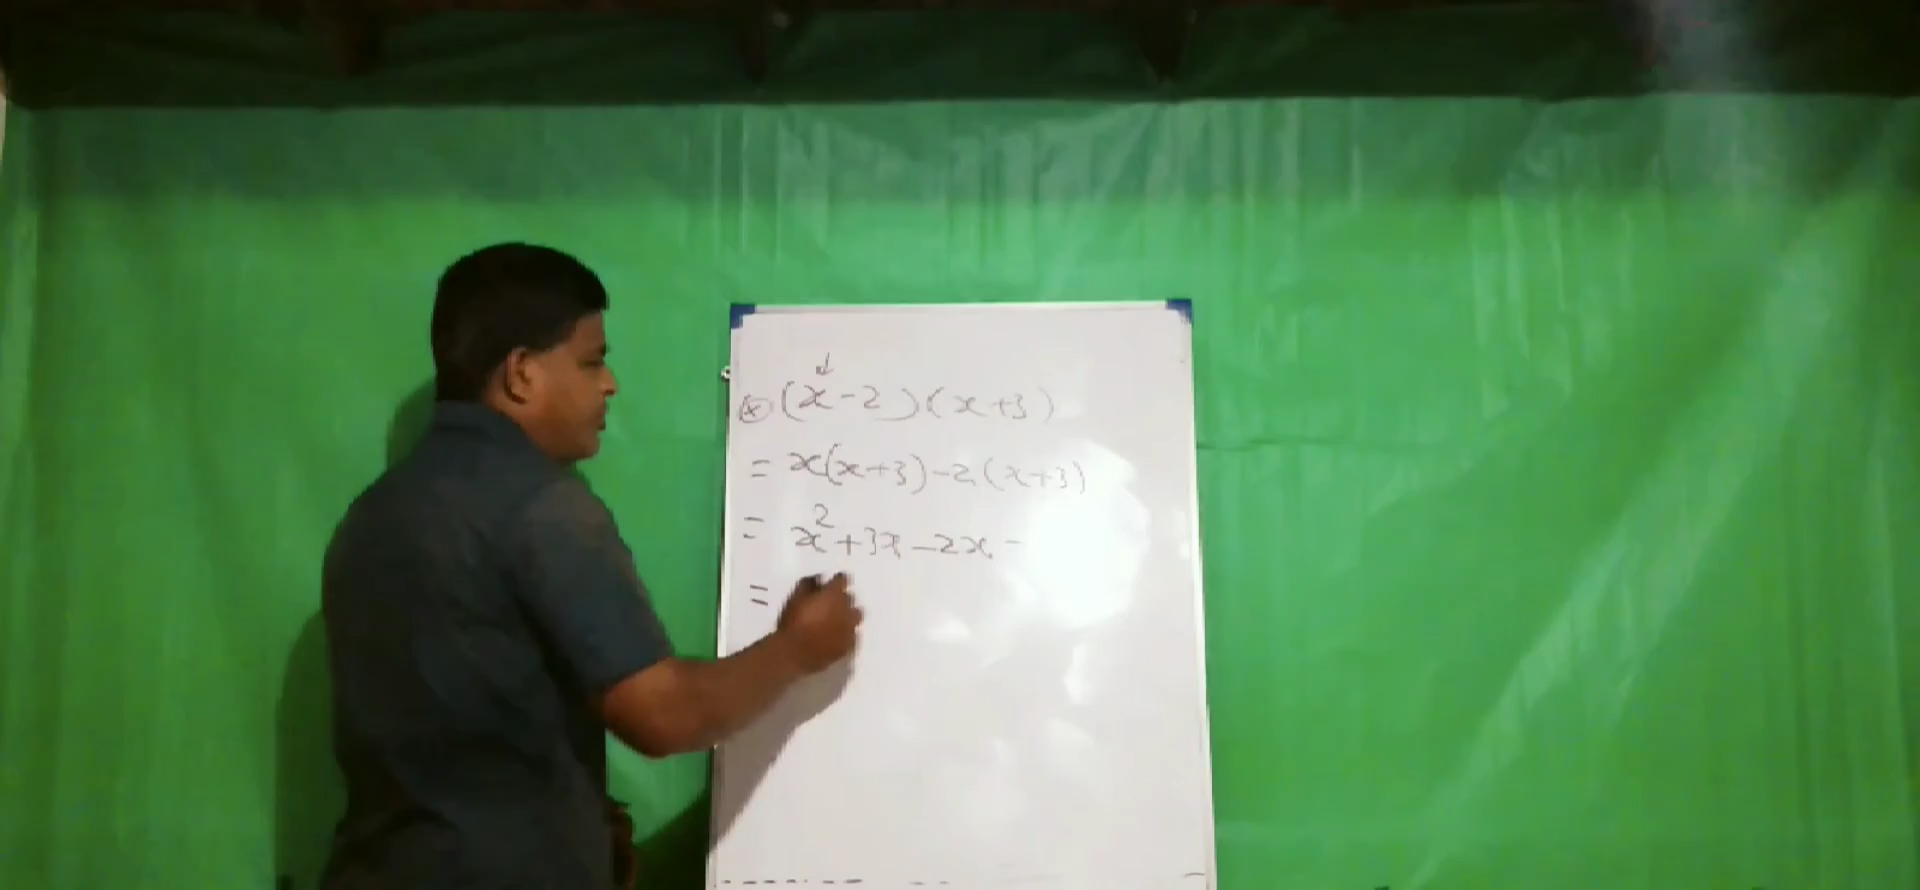 (x-2)(x+3)
= x(x+3)-2(x+3)
= x²+3x-2x-
=